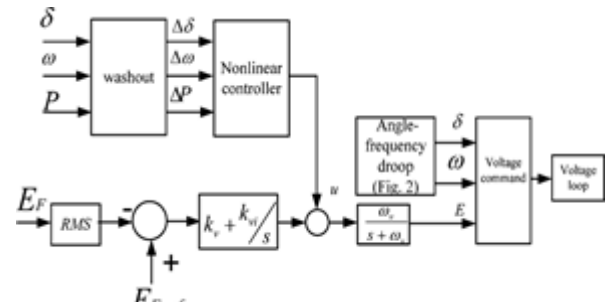 δ
ω
P
washout
Δδ
Δω
ΔP
Nonlinear
controller
Angle-
frequency
droop
(Fig. 2)
δ
ω
Voltage
command
Voltage
loop
u
E_F
RMS
-
+
k_v + k_vi/s
ω_c/(s + ω_c)
E